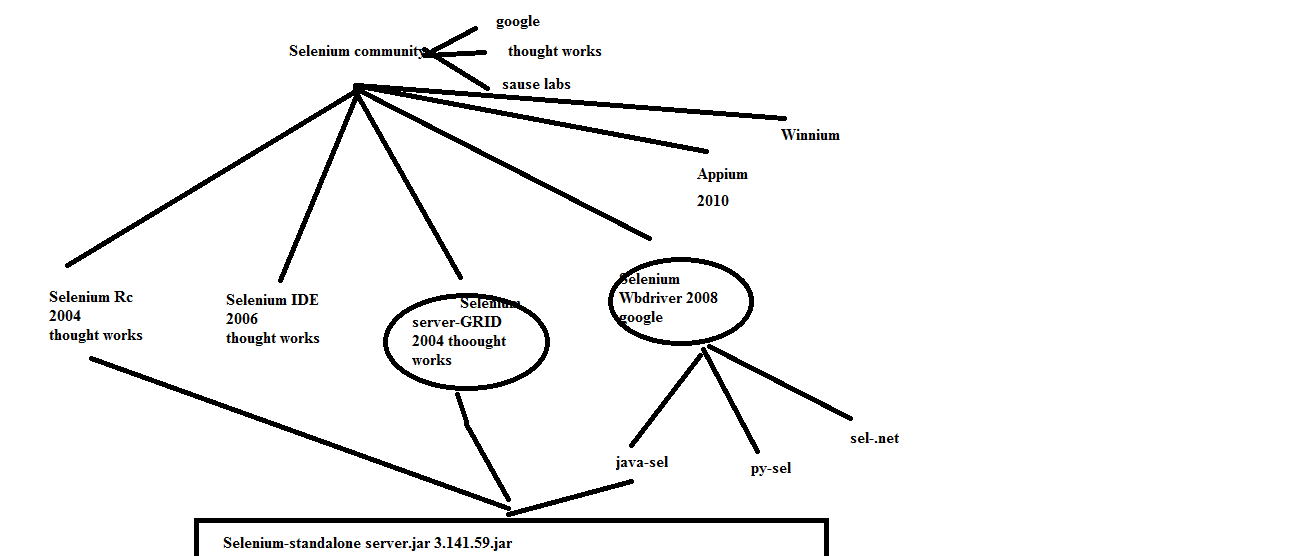 google
Selenium community
thought works
sause labs
Winnium
Appium
2010
Selenium Rc
2004
thought works
Selenium IDE
2006
thought works
Selenium
server-GRID
2004 thoought
works
Selenium
Wbdriver 2008
google
java-sel
py-sel
sel-.net
Selenium-standalone server.jar 3.141.59.jar